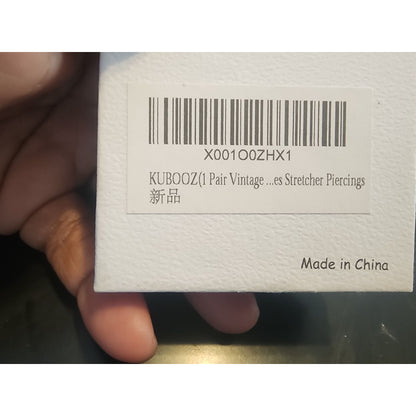 X001O0ZHX1
KUBOOZ(1 Pair Vintage ...es Stretcher Piercings
新品
Made in China